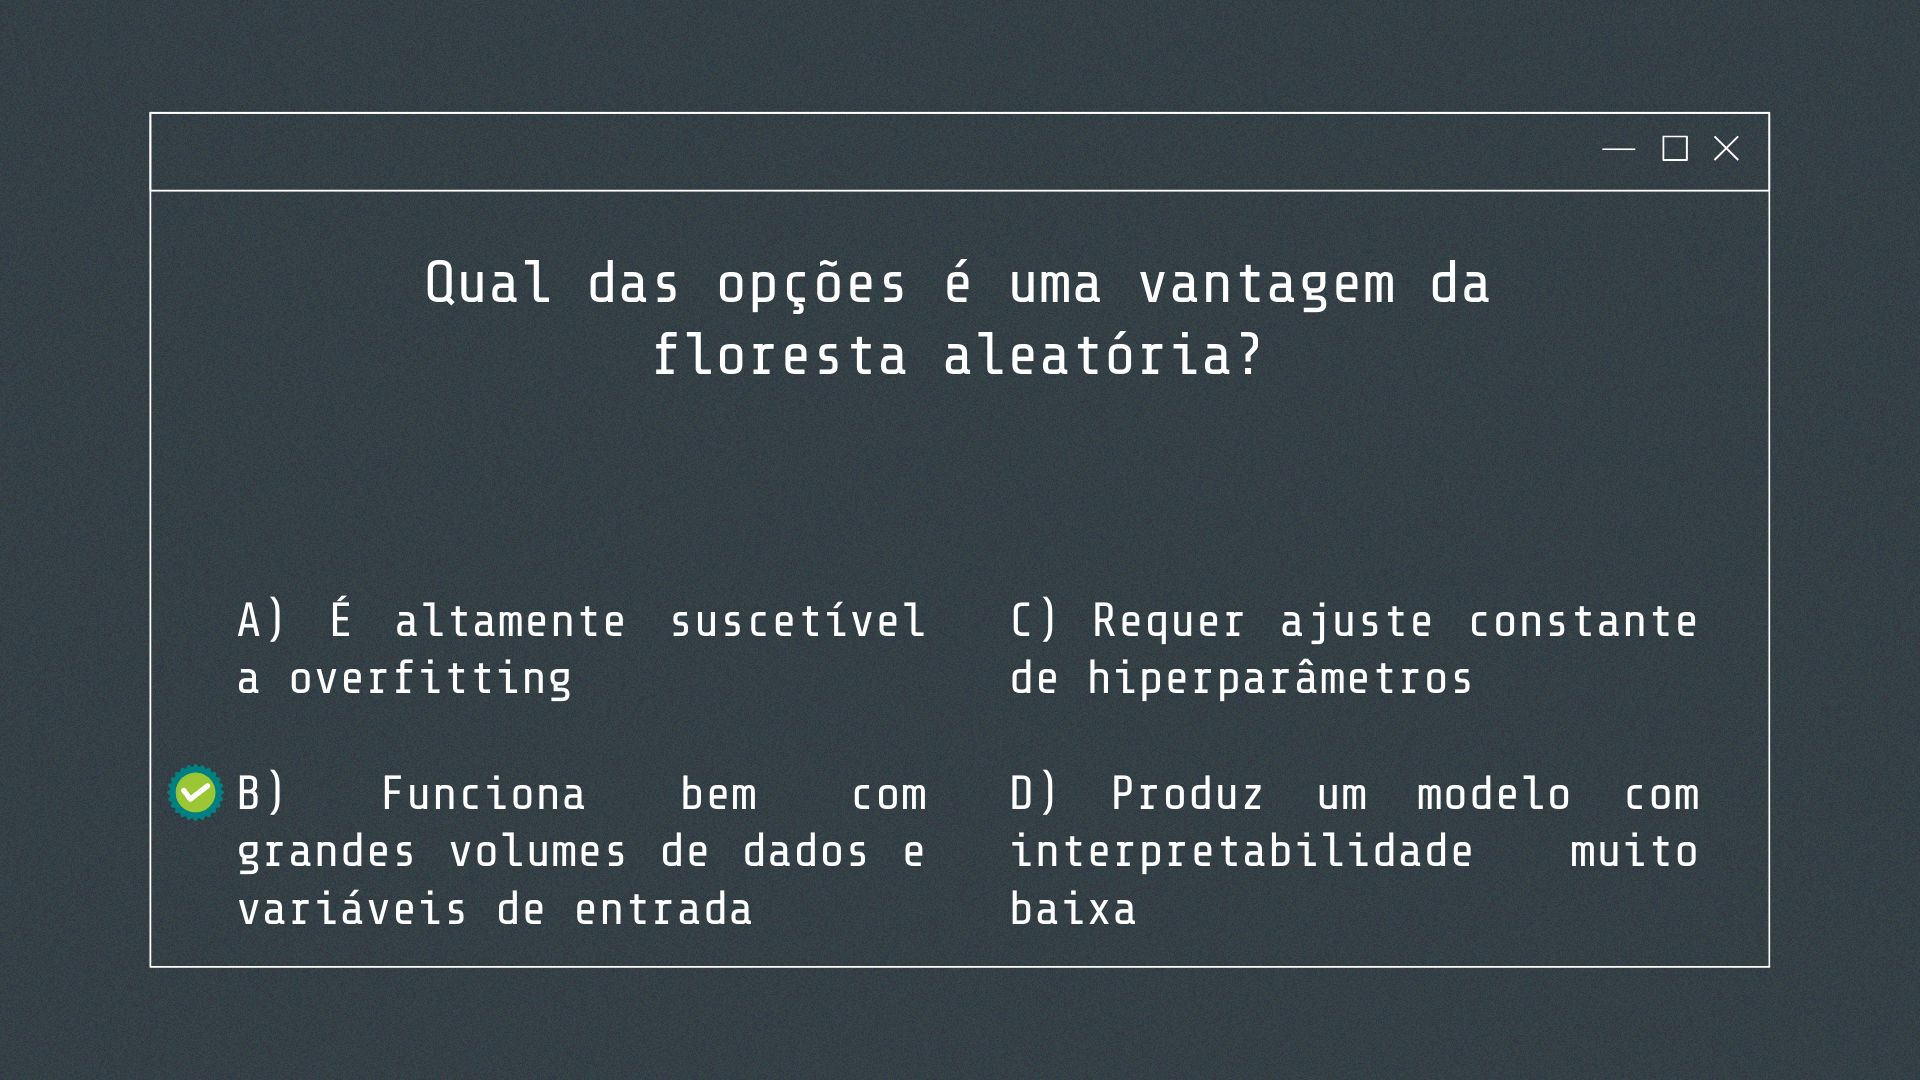 Qual das opções é uma vantagem da
floresta aleatória?
A) É altamente suscetível
a overfitting
B) Funciona bem com
grandes volumes de dados e
variáveis de entrada
C) Requer ajuste constante
de hiperparâmetros
D) Produz um modelo com
interpretabilidade muito
baixa